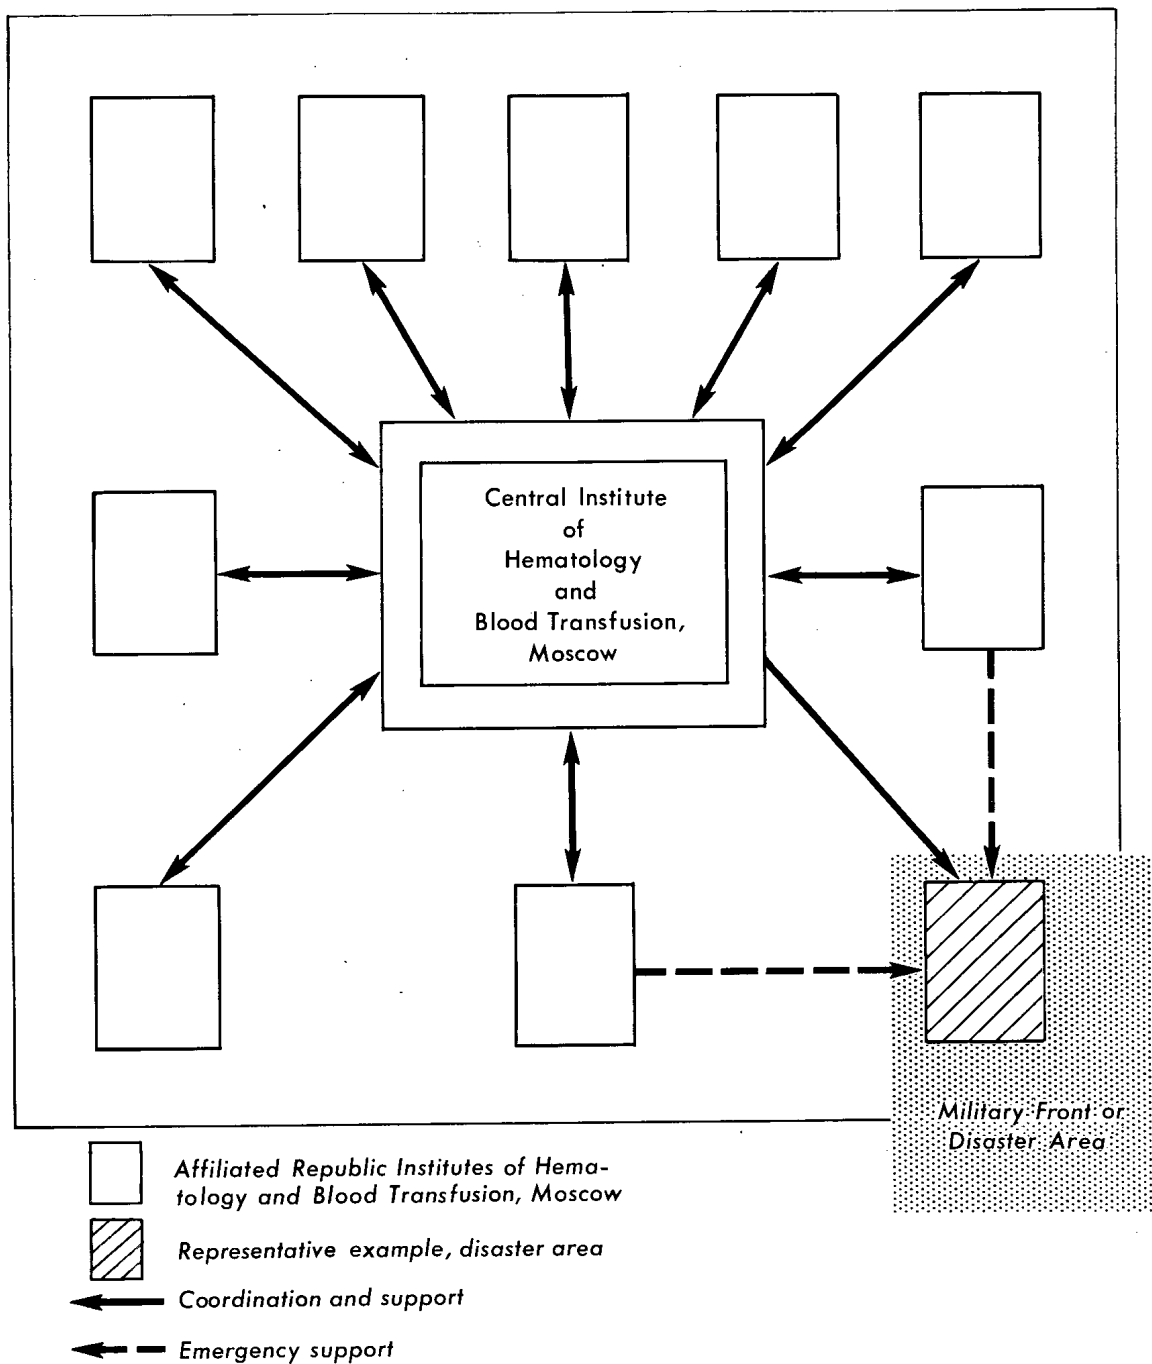 Central Institute
of
Hematology
and
Blood Transfusion,
Moscow
Military Front or
Disaster Area
Affiliated Republic Institutes of Hema-
tology and Blood Transfusion, Moscow
Representative example, disaster area
Coordination and support
Emergency support